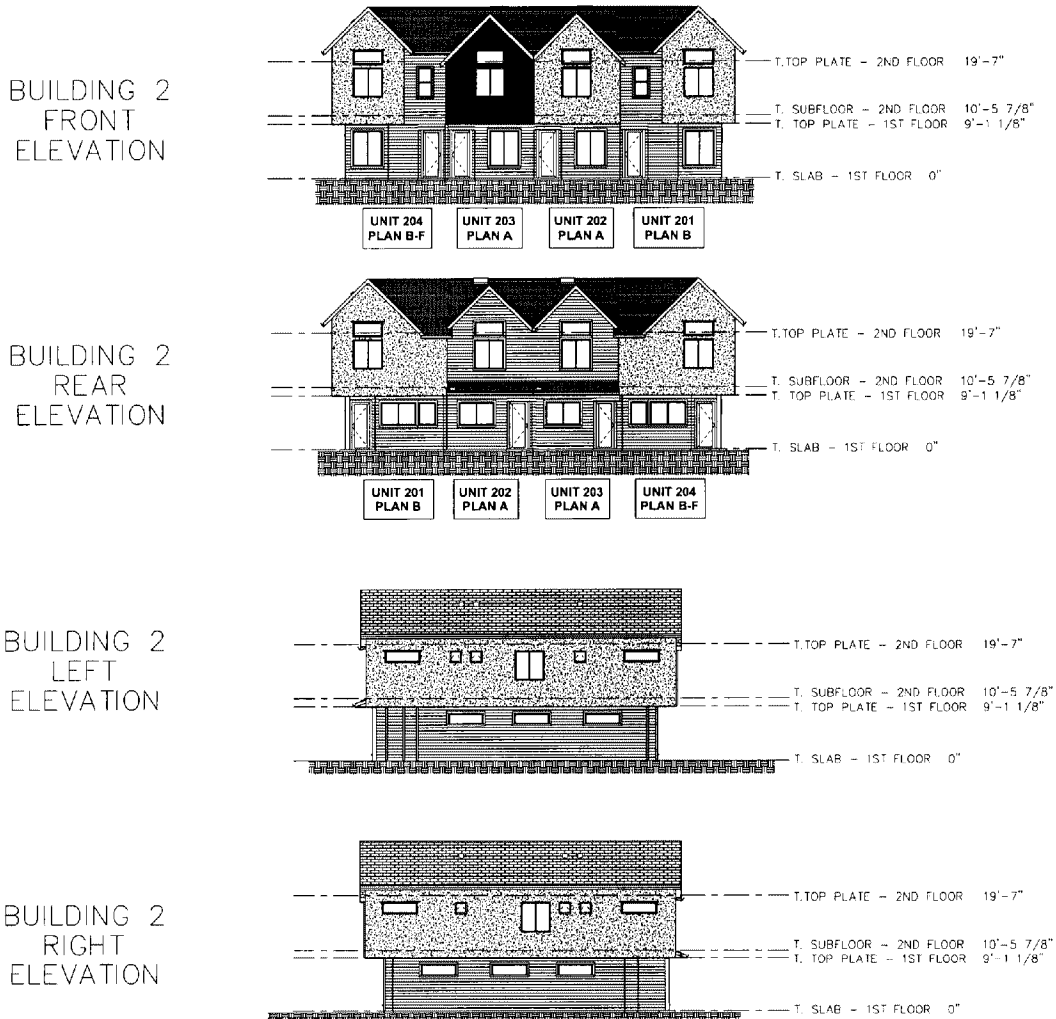 BUILDING 2
FRONT
ELEVATION
T.TOP PLATE - 2ND FLOOR 19'-7"
T. SUBFLOOR - 2ND FLOOR 10'-5 7/8"
T. TOP PLATE - 1ST FLOOR 9'-1 1/8"
T. SLAB - 1ST FLOOR 0"
UNIT 204
PLAN B-F
UNIT 203
PLAN A
UNIT 202
PLAN A
UNIT 201
PLAN B
BUILDING 2
REAR
ELEVATION
T.TOP PLATE - 2ND FLOOR 19'-7"
T. SUBFLOOR - 2ND FLOOR 10'-5 7/8"
T. TOP PLATE - 1ST FLOOR 9'-1 1/8"
T. SLAB - 1ST FLOOR 0"
UNIT 201
PLAN B
UNIT 202
PLAN A
UNIT 203
PLAN A
UNIT 204
PLAN B-F
BUILDING 2
LEFT
ELEVATION
T.TOP PLATE - 2ND FLOOR 19'-7"
T. SUBFLOOR - 2ND FLOOR 10'-5 7/8"
T. TOP PLATE - 1ST FLOOR 9'-1 1/8"
T. SLAB - 1ST FLOOR 0"
BUILDING 2
RIGHT
ELEVATION
T.TOP PLATE - 2ND FLOOR 19'-7"
T. SUBFLOOR - 2ND FLOOR 10'-5 7/8"
T. TOP PLATE - 1ST FLOOR 9'-1 1/8"
T. SLAB - 1ST FLOOR 0"